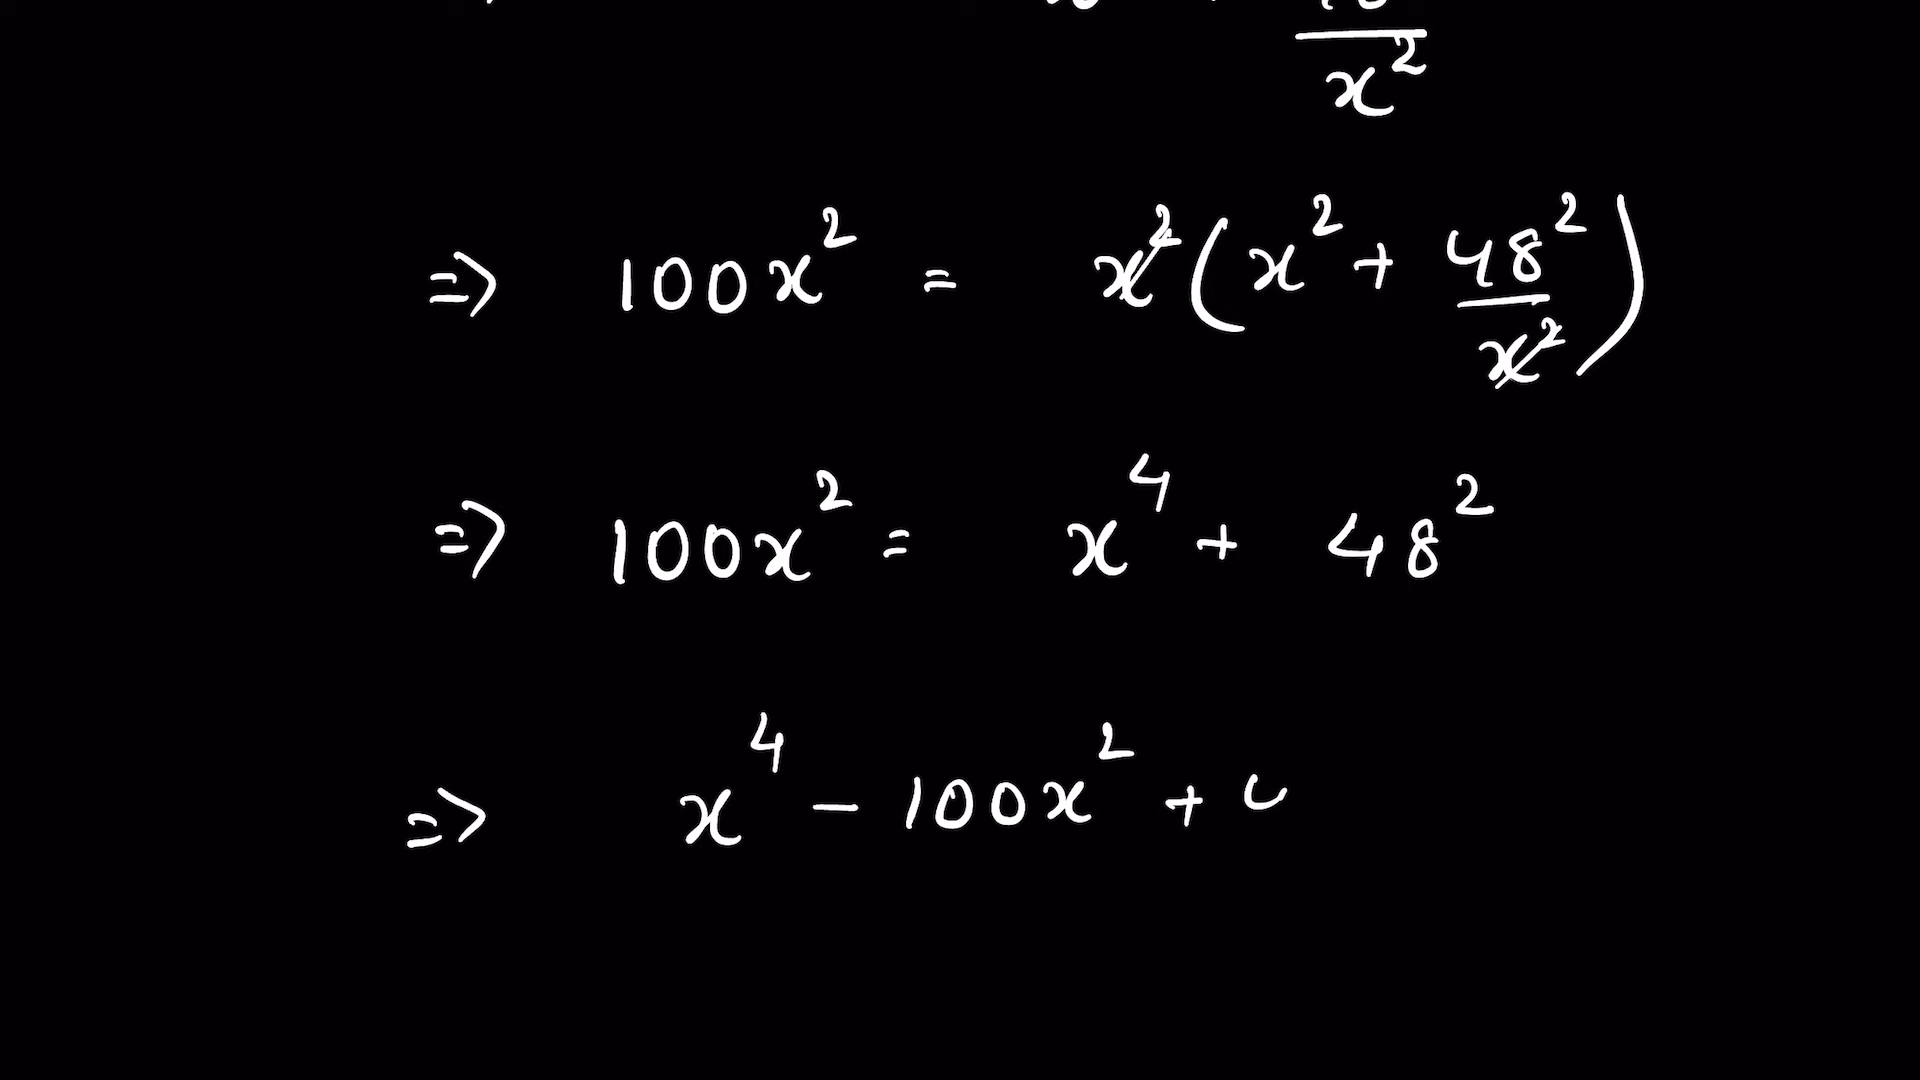 x²
=> 100x² = x²(x² + 48²/x²)
=> 100x² = x⁴ + 48²
=> x⁴ - 100x² +